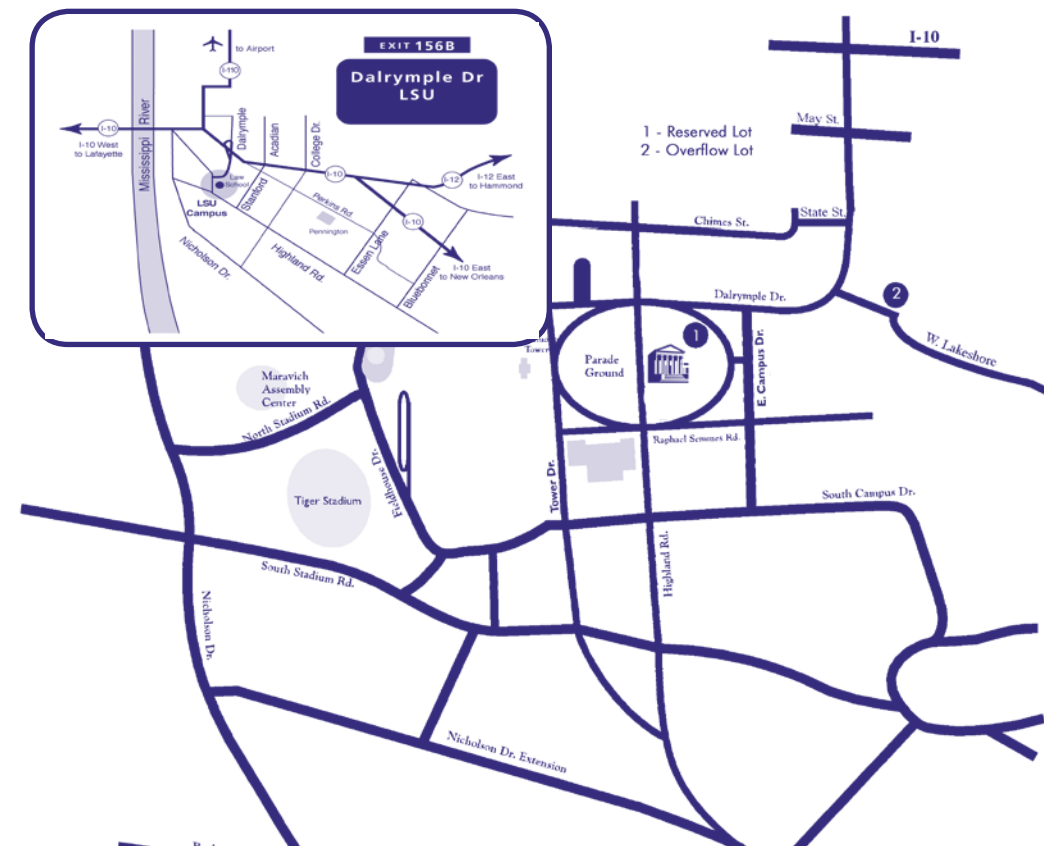 EXIT 156B
Dalrymple Dr
LSU
to Airport
I-110
Mississippi River
I-10
I-10 West
to Lafayette
Dalrymple
Acadian
College Dr.
Law
School
LSU
Campus
Stanford
I-10
I-12
I-12 East
to Hammond
Perkins Rd.
Pennington
Essen Lane
I-10
I-10 East
to New Orleans
Bluebonnet
Highland Rd.
Nicholson Dr.
I-10
May St.
1 - Reserved Lot
2 - Overflow Lot
Chimes St.
State St.
Dalrymple Dr.
2
W. Lakeshore
1
Parade
Ground
E. Campus Dr.
Tower
Maravich
Assembly
Center
North Stadium Rd.
Raphael Semmes Rd.
Tiger Stadium
Fieldhouse Dr.
Tower Dr.
South Campus Dr.
Highland Rd.
South Stadium Rd.
Nicholson Dr.
Nicholson Dr. Extension